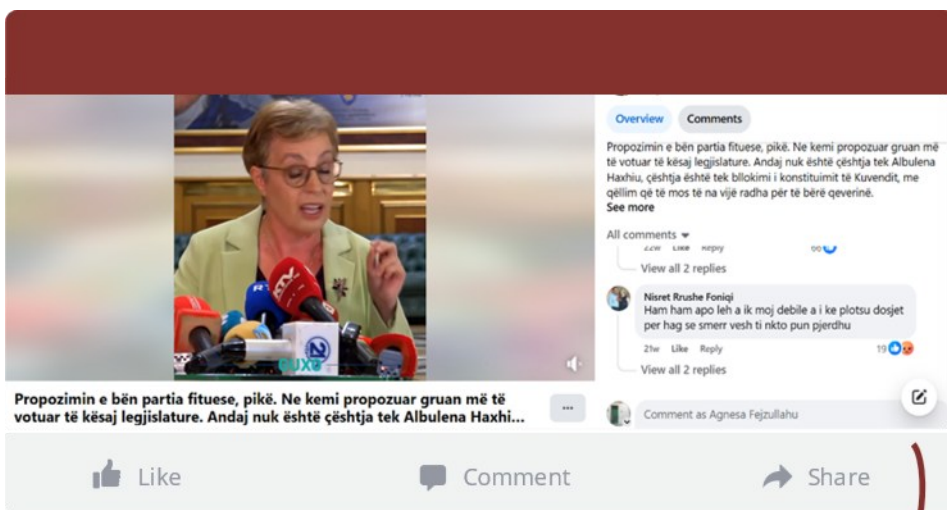 Overview
Comments
Propozimin e bën partia fituese, pikë. Ne kemi propozuar gruan më
të votuar të kësaj legjislature. Andaj nuk është çështja tek Albulena
Haxhiu, çështja është tek bllokimi i konstituimit të Kuvendit, me
qëllim që të mos të na vijë radha për të bërë qeverinë.
See more
All comments
22w Like Reply
View all 2 replies
Nisret Rrushe Foniqi
Ham ham apo leh a ik moj debile a i ke plotsu dosjet
per hag se smerr vesh ti nkto pun pjerdhu
21w Like Reply 19
View all 2 replies
Comment as Agnesa Fejzullahu
RTV
BUXO
Propozimin e bën partia fituese, pikë. Ne kemi propozuar gruan më të
votuar të kësaj legjislature. Andaj nuk është çështja tek Albulena Haxhi...
Like Comment Share